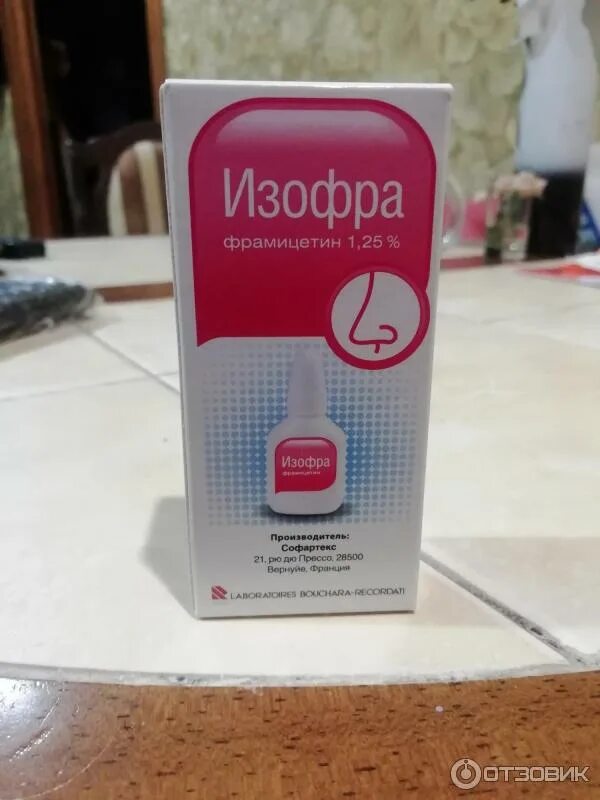 Изофра
фрамицетин 1,25 %
Изофра
фрамицетин
Производитель:
Софартекс
21, рю дю Прессо, 28500
Вернуйе, Франция
LABORATOIRES BOUCHARA-RECORDATI
ОТЗОВИК